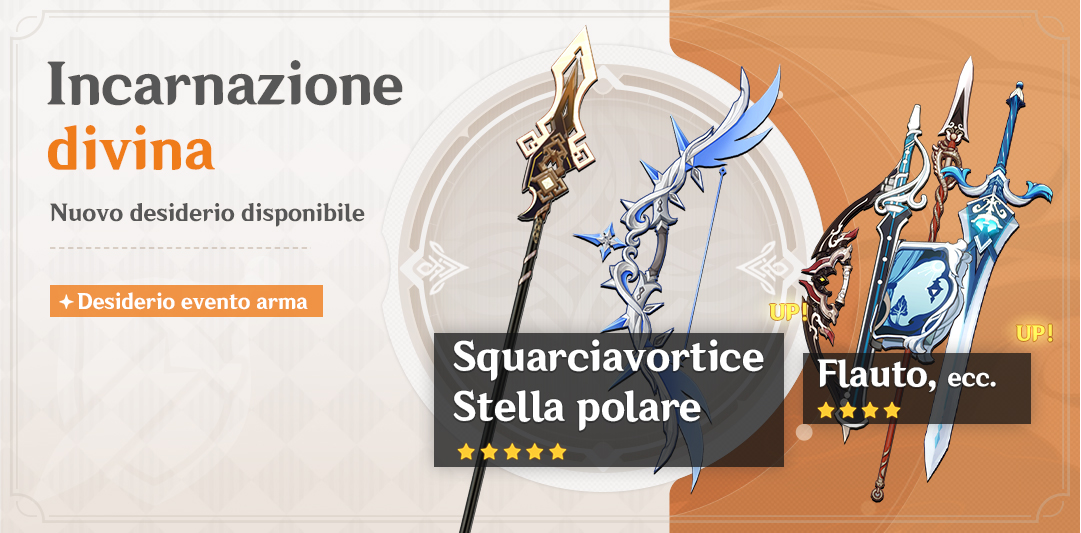 Incarnazione
divina
Nuovo desiderio disponibile
Desiderio evento arma
UP!
Squarciavortice
Stella polare
UP!
Flauto, ecc.